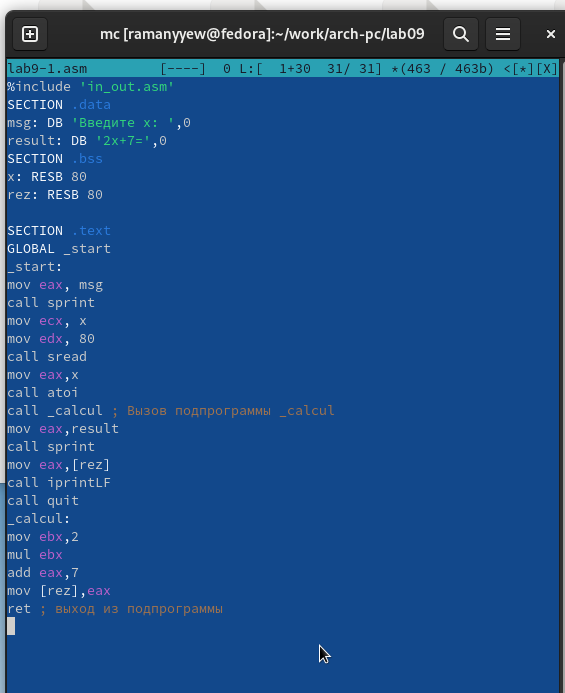 mc [ramanyyew@fedora]:~/work/arch-pc/lab09
lab9-1.asm [----] 0 L:[ 1+30 31/ 31] *(463 / 463b) <[*][X]
%include 'in_out.asm'
SECTION .data
msg: DB 'Введите x: ',0
result: DB '2x+7=',0
SECTION .bss
x: RESB 80
rez: RESB 80
SECTION .text
GLOBAL _start
_start:
mov eax, msg
call sprint
mov ecx, x
mov edx, 80
call sread
mov eax,x
call atoi
call _calcul ; Вызов подпрограммы _calcul
mov eax,result
call sprint
mov eax,[rez]
call iprintLF
call quit
_calcul:
mov ebx,2
mul ebx
add eax,7
mov [rez],eax
ret ; выход из подпрограммы